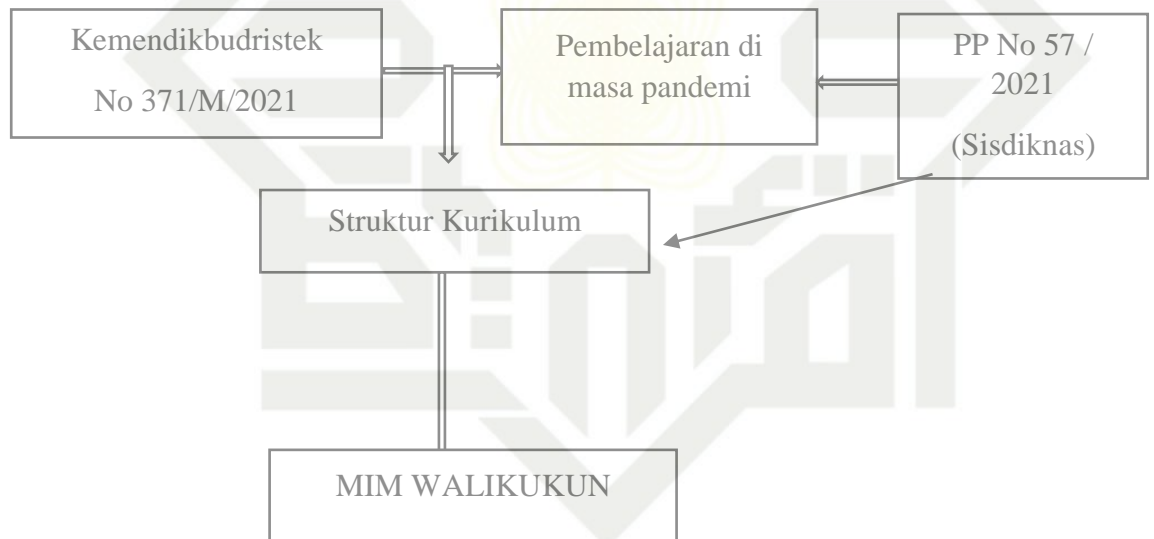 Kemendikbudristek
No 371/M/2021
Pembelajaran di
masa pandemi
PP No 57 /
2021
(Sisdiknas)
Struktur Kurikulum
MIM WALIKUKUN